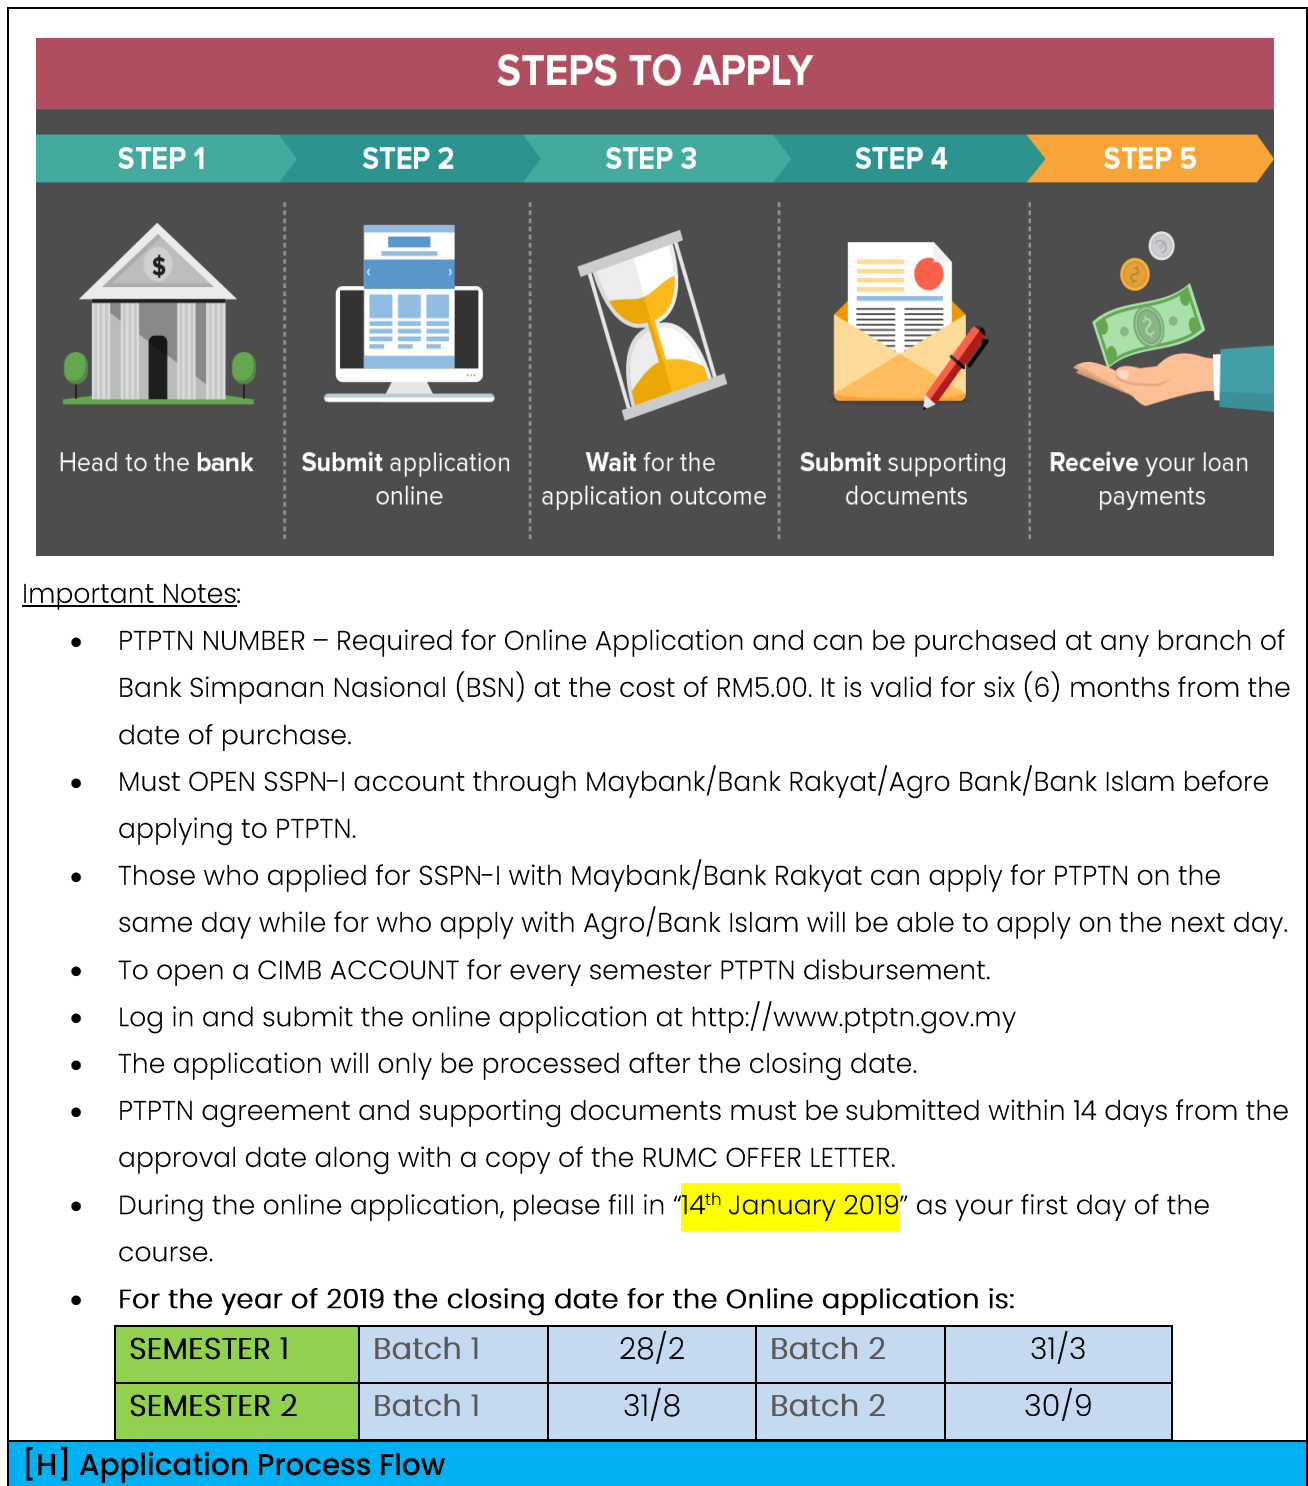 STEPS TO APPLY
STEP 1
STEP 2
STEP 3
STEP 4
STEP 5
$
Head to the bank
Submit application
online
Wait for the
application outcome
Submit supporting
documents
Receive your loan
payments
Important Notes:
• PTPTN NUMBER – Required for Online Application and can be purchased at any branch of
Bank Simpanan Nasional (BSN) at the cost of RM5.00. It is valid for six (6) months from the
date of purchase.
• Must OPEN SSPN-I account through Maybank/Bank Rakyat/Agro Bank/Bank Islam before
applying to PTPTN.
• Those who applied for SSPN-I with Maybank/Bank Rakyat can apply for PTPTN on the
same day while for who apply with Agro/Bank Islam will be able to apply on the next day.
• To open a CIMB ACCOUNT for every semester PTPTN disbursement.
• Log in and submit the online application at http://www.ptptn.gov.my
• The application will only be processed after the closing date.
• PTPTN agreement and supporting documents must be submitted within 14 days from the
approval date along with a copy of the RUMC OFFER LETTER.
• During the online application, please fill in “14th January 2019” as your first day of the
course.
• For the year of 2019 the closing date for the Online application is:
SEMESTER 1 Batch 1 28/2 Batch 2 31/3
SEMESTER 2 Batch 1 31/8 Batch 2 30/9
[H] Application Process Flow